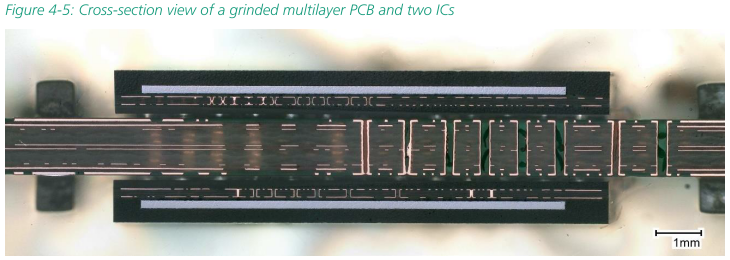 Figure 4-5: Cross-section view of a grinded multilayer PCB and two ICs
1mm